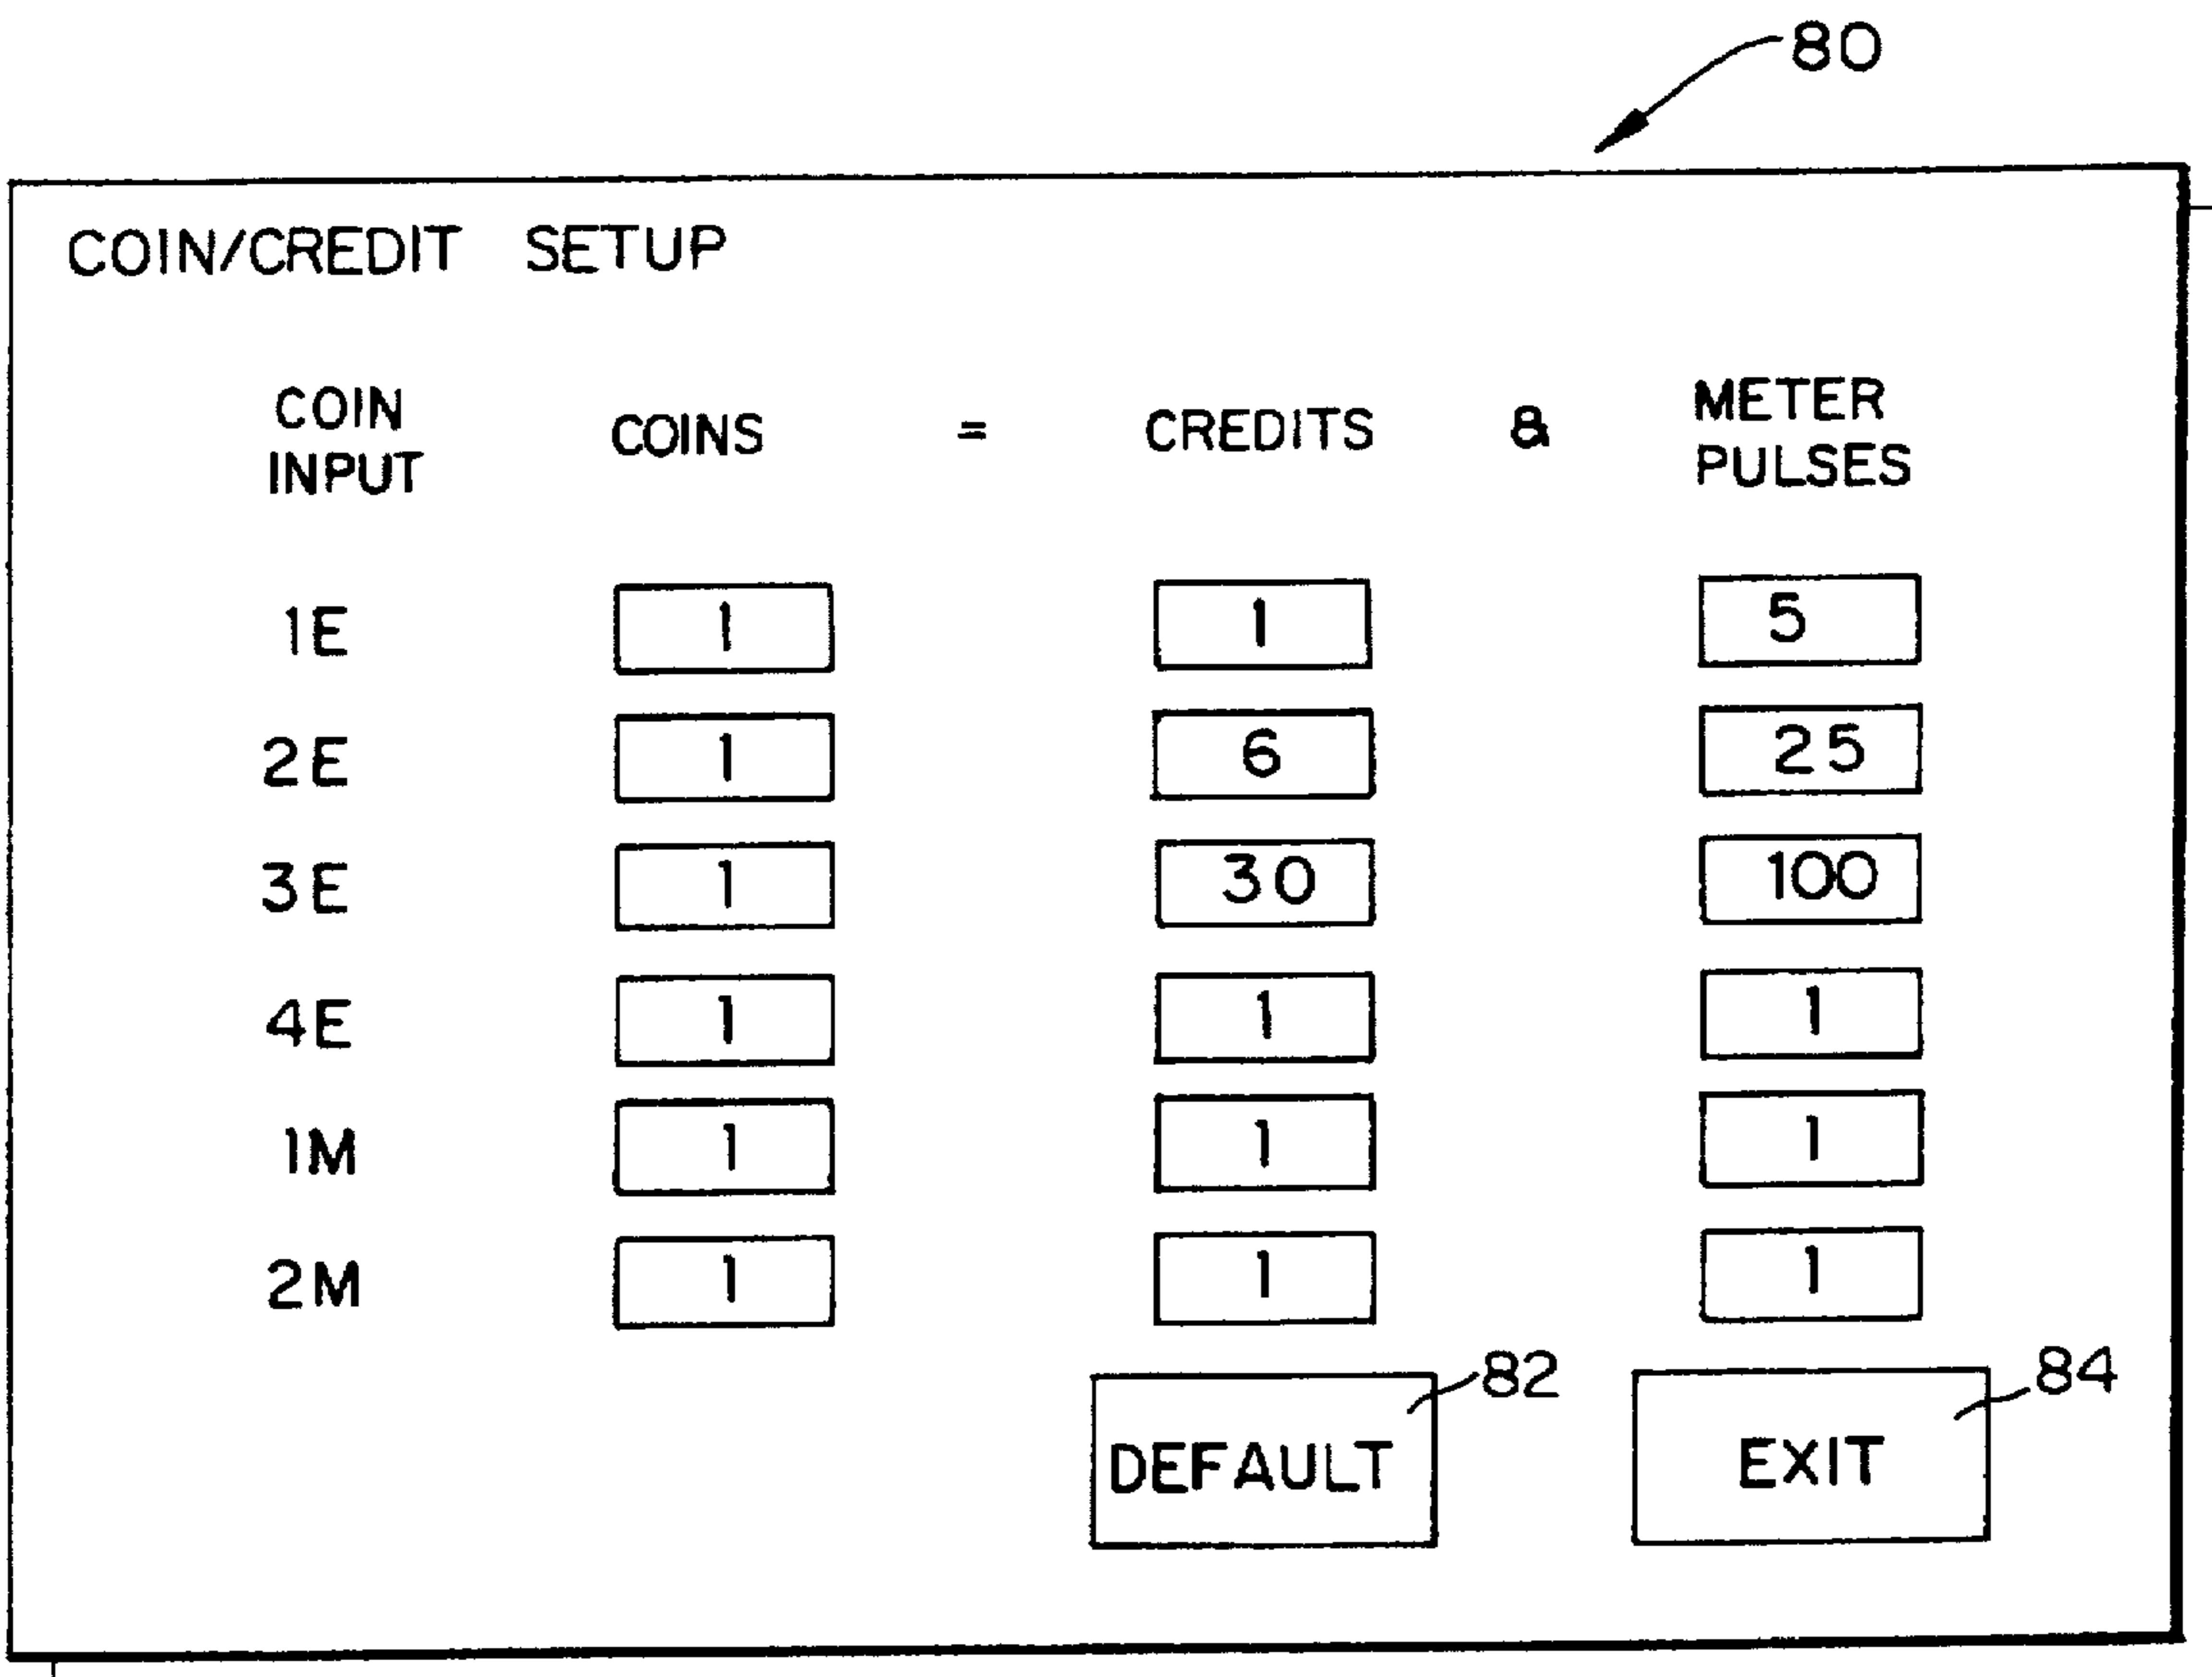 80
COIN/CREDIT SETUP
COIN INPUT COINS = CREDITS & METER PULSES
1E 1 1 5
2E 1 6 25
3E 1 30 100
4E 1 1 1
1M 1 1 1
2M 1 1 1
82 84
DEFAULT EXIT